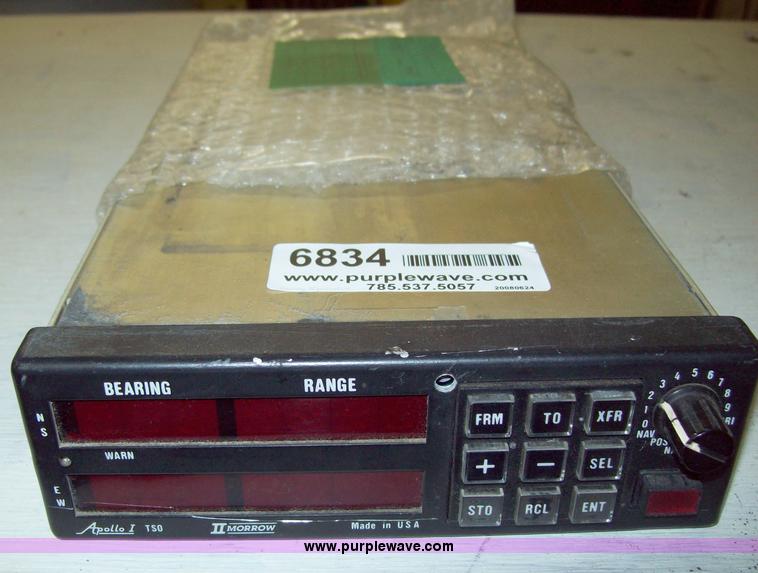 6834
www.purplewave.com
785.537.5057 20080624
BEARING RANGE
N
S
WARN
E
W
Apollo I TSO II MORROW Made in USA
FRM TO XFR
+ - SEL
STO RCL ENT
0 1 2 3 4 5 6 7 8 9
NAV
www.purplewave.com